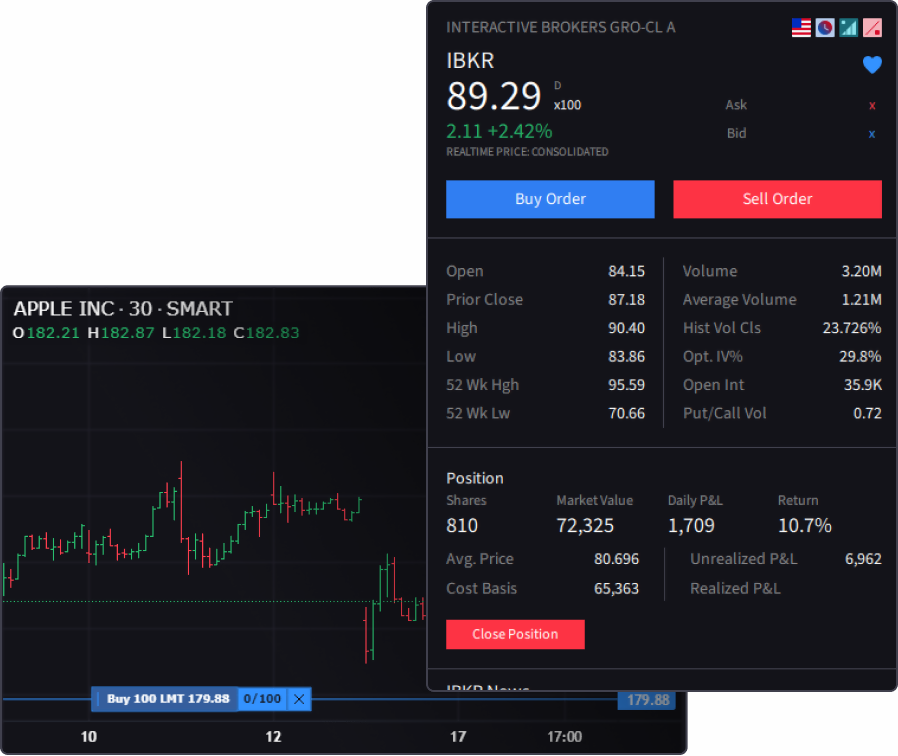 INTERACTIVE BROKERS GRO-CL A
IBKR
89.29 D x100
2.11 +2.42%
REALTIME PRICE: CONSOLIDATED
Ask x
Bid x
Buy Order Sell Order
Open 84.15 Volume 3.20M
Prior Close 87.18 Average Volume 1.21M
High 90.40 Hist Vol Cls 23.726%
Low 83.86 Opt. IV% 29.8%
52 Wk Hgh 95.59 Open Int 35.9K
52 Wk Lw 70.66 Put/Call Vol 0.72
Position
Shares Market Value Daily P&L Return
810 72,325 1,709 10.7%
Avg. Price 80.696 Unrealized P&L 6,962
Cost Basis 65,363 Realized P&L
Close Position
IBKR News
APPLE INC · 30 · SMART
O182.21 H182.87 L182.18 C182.83
Buy 100 LMT 179.88 0/100 ×
179.88
10 12 17 17:00